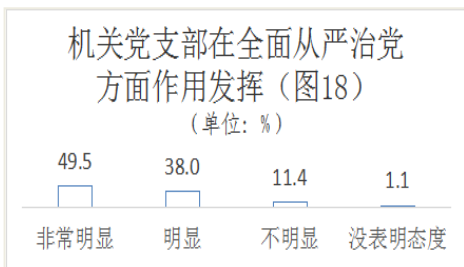 机关党支部在全面从严治党
方面作用发挥（图18）
（单位：%）
49.5 38.0 11.4 1.1
非常明显 明显 不明显 没表明态度